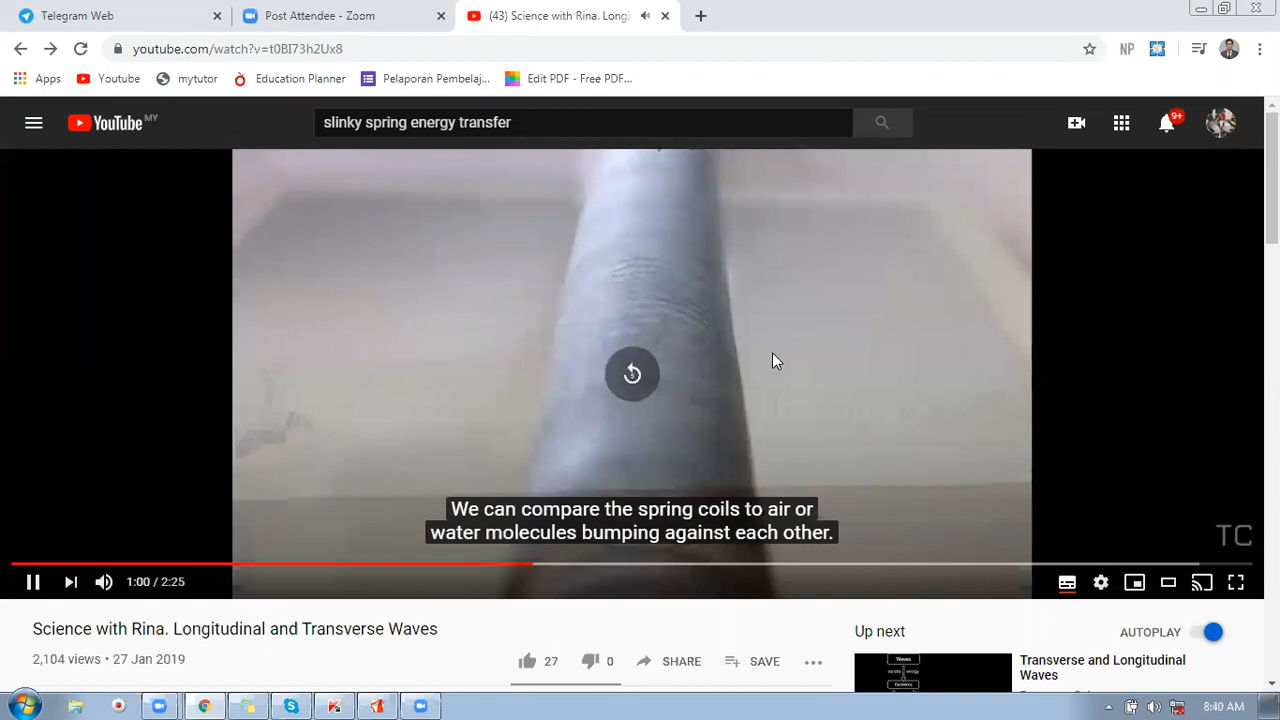 Telegram Web
Post Attendee - Zoom
(43) Science with Rina. Longi
youtube.com/watch?v=t0BI73h2Ux8
NP
Apps
Youtube
mytutor
Education Planner
Pelaporan Pembelaj...
Edit PDF - Free PDF...
YouTube MY
slinky spring energy transfer
9+
5
We can compare the spring coils to air or
water molecules bumping against each other.
TC
1:00 / 2:25
Science with Rina. Longitudinal and Transverse Waves
2,104 views • 27 Jan 2019
27
0
SHARE
SAVE
Up next
AUTOPLAY
Waves
transfer energy
Transverse and Longitudinal
Waves
8:40 AM